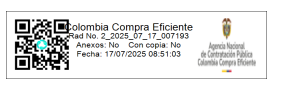 Colombia Compra Eficiente
Rad No. 2_2025_07_17_007193
Anexos: No Con copia: No
Fecha: 17/07/2025 08:51:03
Agencia Nacional
de Contratación Pública
Colombia Compra Eficiente